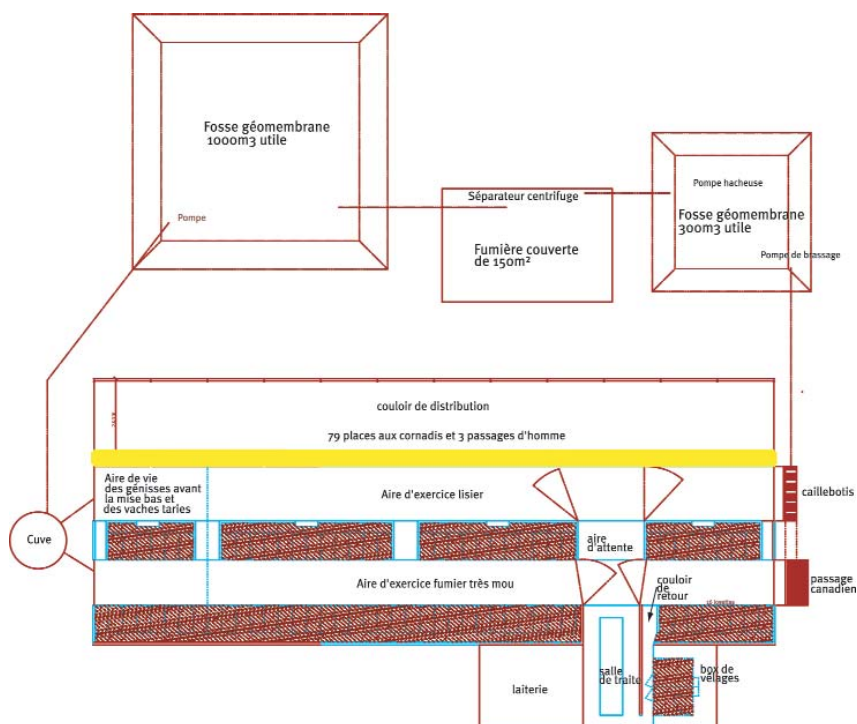 Fosse géomembrane
1000m3 utile
Pompe
Séparateur centrifuge
Fumière couverte
de 150m²
Pompe hacheuse
Fosse géomembrane
300m3 utile
Pompe de brassage
couloir de distribution
79 places aux cornadis et 3 passages d'homme
Aire de vie
des génisses avant
la mise bas et
des vaches taries
Aire d'exercice lisier
caillebotis
Cuve
aire
d'attente
Aire d'exercice fumier très mou
couloir
de
retour
passage
canadien
salle
de traite
box de
vêlages
laiterie